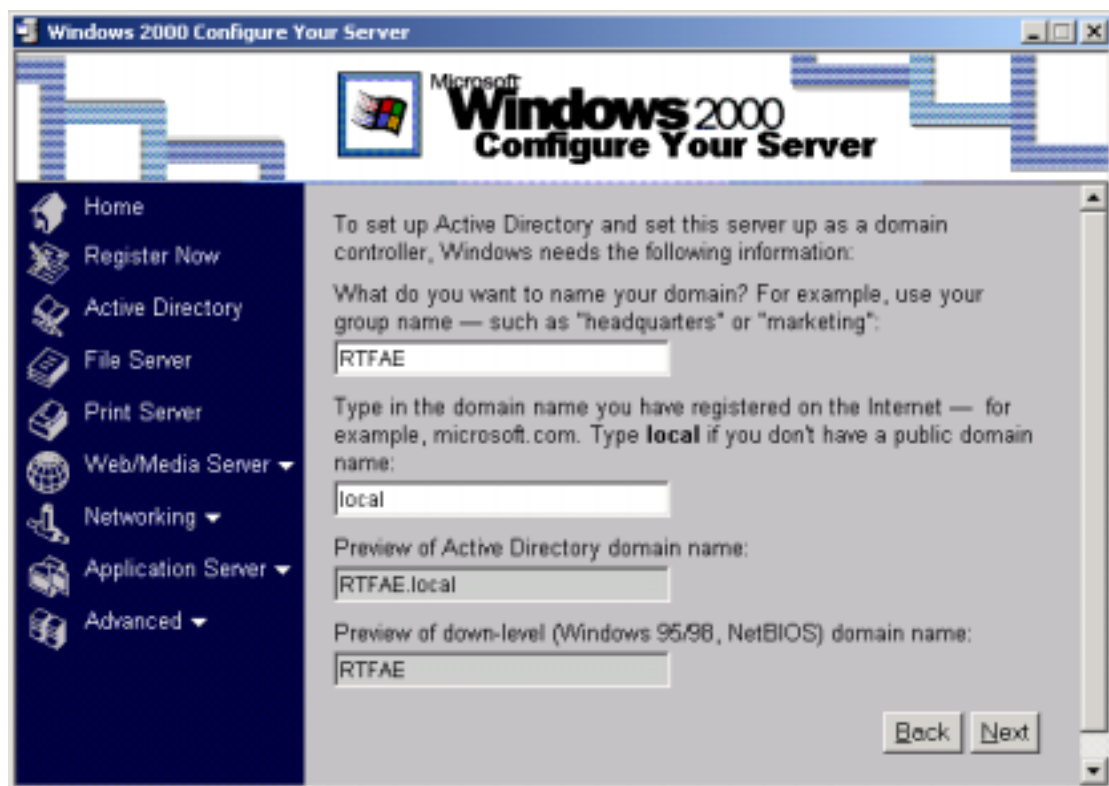 Windows 2000 Configure Your Server
Microsoft
Windows 2000
Configure Your Server
Home
Register Now
Active Directory
File Server
Print Server
Web/Media Server
Networking
Application Server
Advanced
To set up Active Directory and set this server up as a domain
controller, Windows needs the following information:
What do you want to name your domain? For example, use your
group name — such as "headquarters" or "marketing":
RTFAE
Type in the domain name you have registered on the Internet — for
example, microsoft.com. Type local if you don't have a public domain
name:
local
Preview of Active Directory domain name:
RTFAE.local
Preview of down-level (Windows 95/98, NetBIOS) domain name:
RTFAE
Back Next